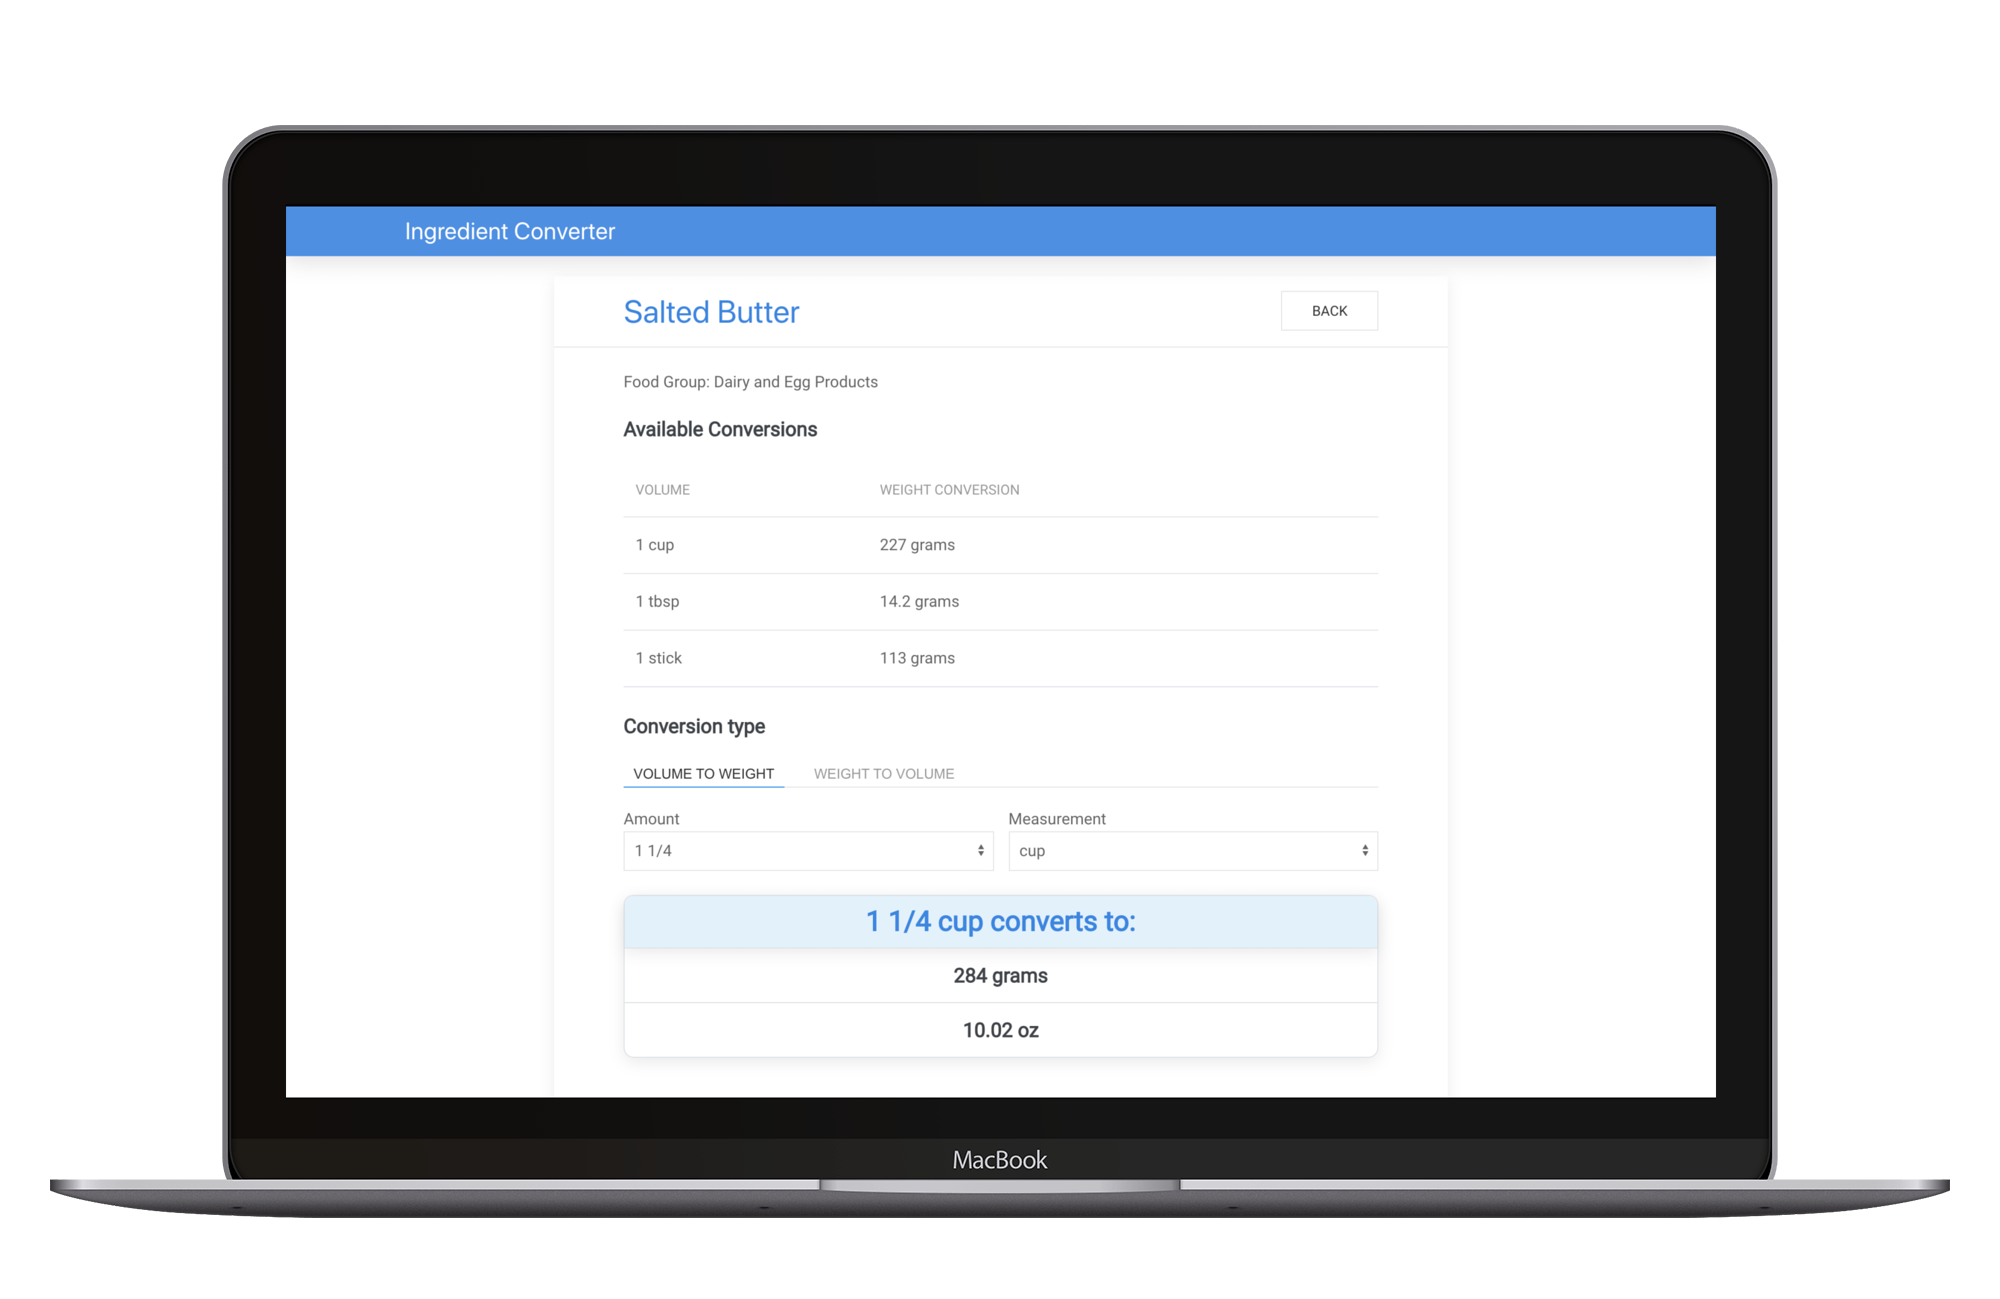 Ingredient Converter
Salted Butter BACK
Food Group: Dairy and Egg Products
Available Conversions
VOLUME WEIGHT CONVERSION
1 cup 227 grams
1 tbsp 14.2 grams
1 stick 113 grams
Conversion type
VOLUME TO WEIGHT WEIGHT TO VOLUME
Amount Measurement
1 1/4 cup
1 1/4 cup converts to:
284 grams
10.02 oz
MacBook